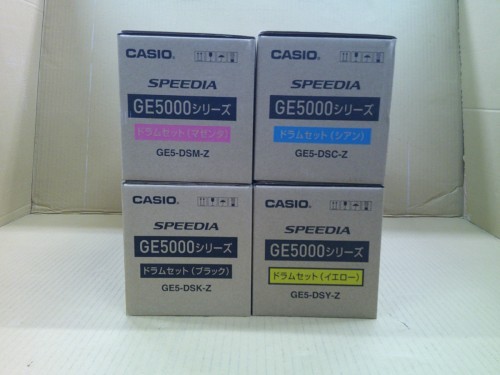 CASIO.
SPEEDIA
GE5000シリーズ
ドラムセット(マゼンタ)
GE5-DSM-Z
CASIO.
SPEEDIA
GE5000シリーズ
ドラムセット(シアン)
GE5-DSC-Z
CASIO.
SPEEDIA
GE5000シリーズ
ドラムセット(ブラック)
GE5-DSK-Z
CASIO.
SPEEDIA
GE5000シリーズ
ドラムセット(イエロー)
GE5-DSY-Z